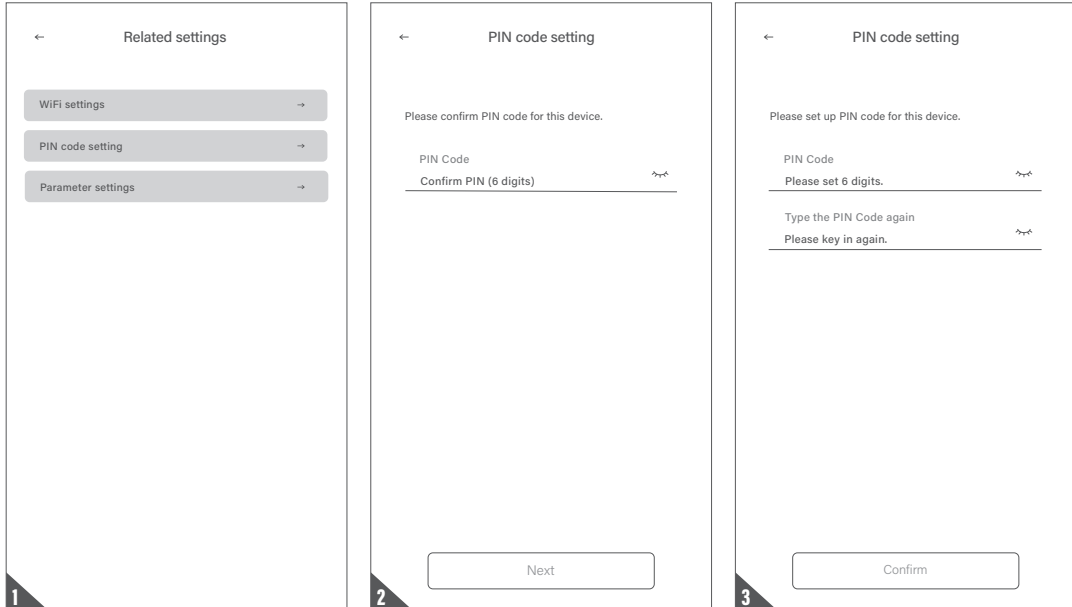 ← Related settings
WiFi settings →
PIN code setting →
Parameter settings →
1
← PIN code setting
Please confirm PIN code for this device.
PIN Code
Confirm PIN (6 digits)
Next
2
← PIN code setting
Please set up PIN code for this device.
PIN Code
Please set 6 digits.
Type the PIN Code again
Please key in again.
Confirm
3